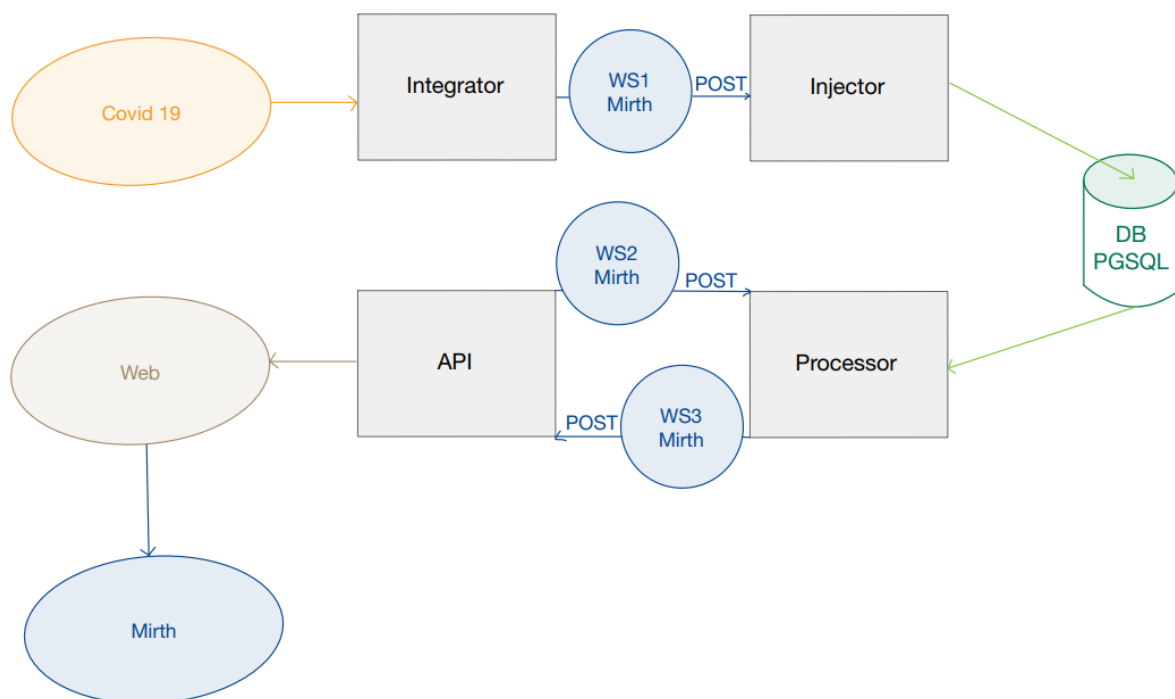 Covid 19
Integrator
WS1
Mirth
POST
Injector
DB
PGSQL
WS2
Mirth
POST
Web
API
Processor
POST
WS3
Mirth
Mirth